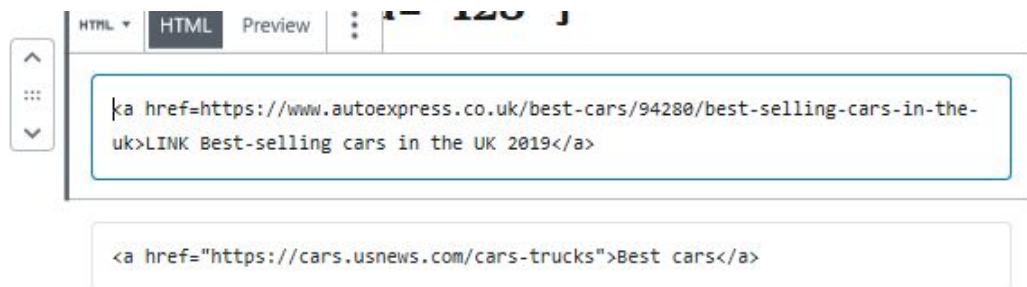 HTML HTML Preview
<a href=https://www.autoexpress.co.uk/best-cars/94280/best-selling-cars-in-the-
uk>LINK Best-selling cars in the UK 2019</a>
<a href="https://cars.usnews.com/cars-trucks">Best cars</a>